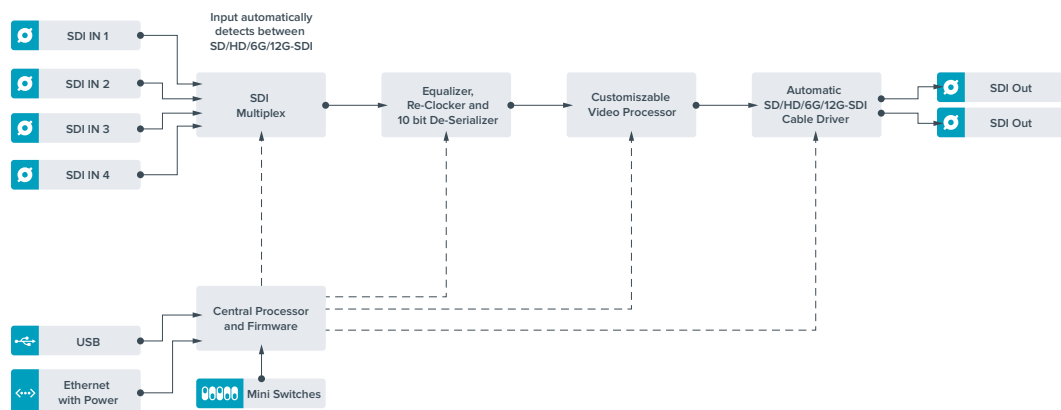 Input automatically
detects between
SD/HD/6G/12G-SDI
SDI IN 1
SDI IN 2
SDI IN 3
SDI IN 4
SDI
Multiplex
Equalizer,
Re-Clocker and
10 bit De-Serializer
Customiszable
Video Processor
Automatic
SD/HD/6G/12G-SDI
Cable Driver
SDI Out
SDI Out
Central Processor
and Firmware
USB
Ethernet
with Power
Mini Switches